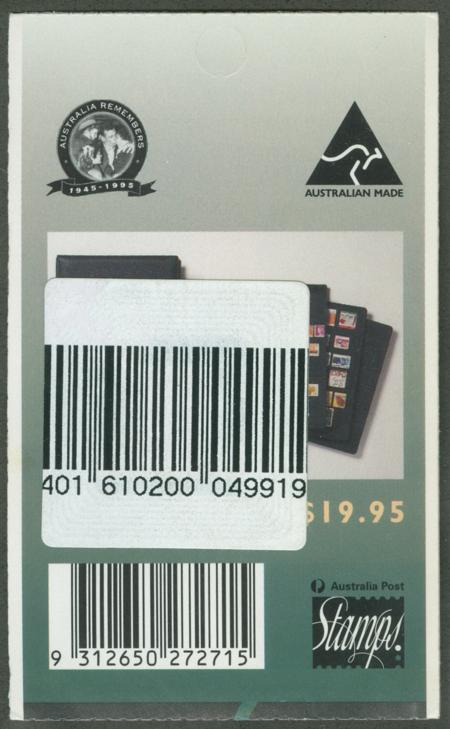 AUSTRALIA REMEMBERS
1945-1995
AUSTRALIAN MADE
401 610200 049919
$19.95
9 312650 272715
Australia Post
Stamps.